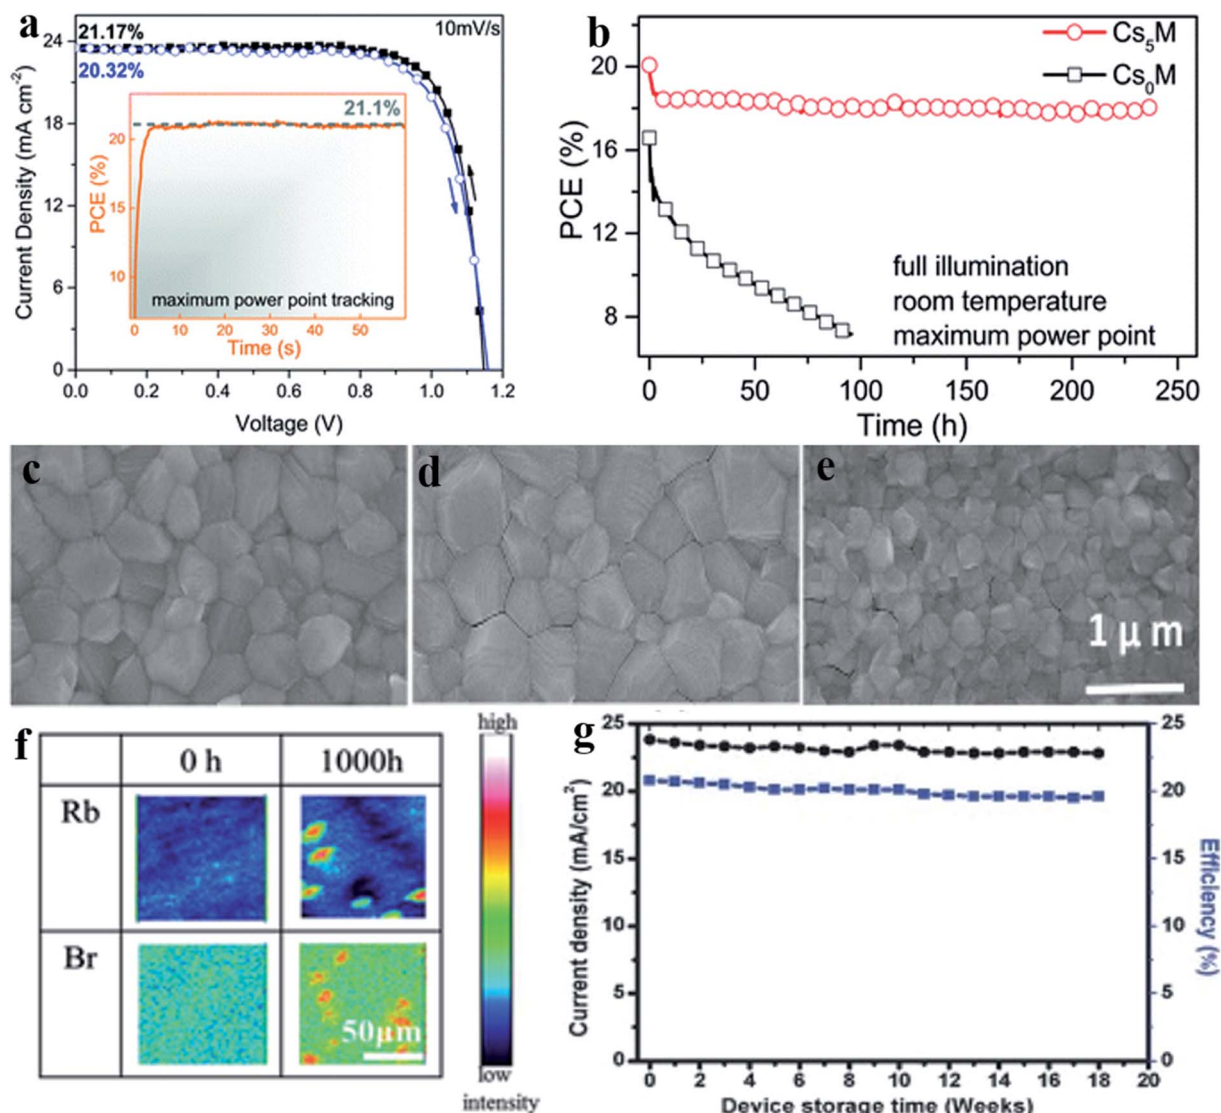 a
21.17%
10mV/s
24
20.32%
18
12
6
0
Current Density (mA cm⁻²)
21.1%
20
15
10
PCE (%)
maximum power point tracking
0 10 20 30 40 50
Time (s)
0.0 0.2 0.4 0.6 0.8 1.0 1.2
Voltage (V)
b
Cs₅M
Cs₀M
20
16
12
8
PCE (%)
full illumination
room temperature
maximum power point
0 50 100 150 200 250
Time (h)
c
d
e
1 μ m
f
0 h 1000h
Rb
Br
50μm
high
low
intensity
g
25 25
20 20
15 15
10 10
5 5
0 0
Current density (mA/cm²)
Efficiency (%)
0 2 4 6 8 10 12 14 16 18 20
Device storage time (Weeks)